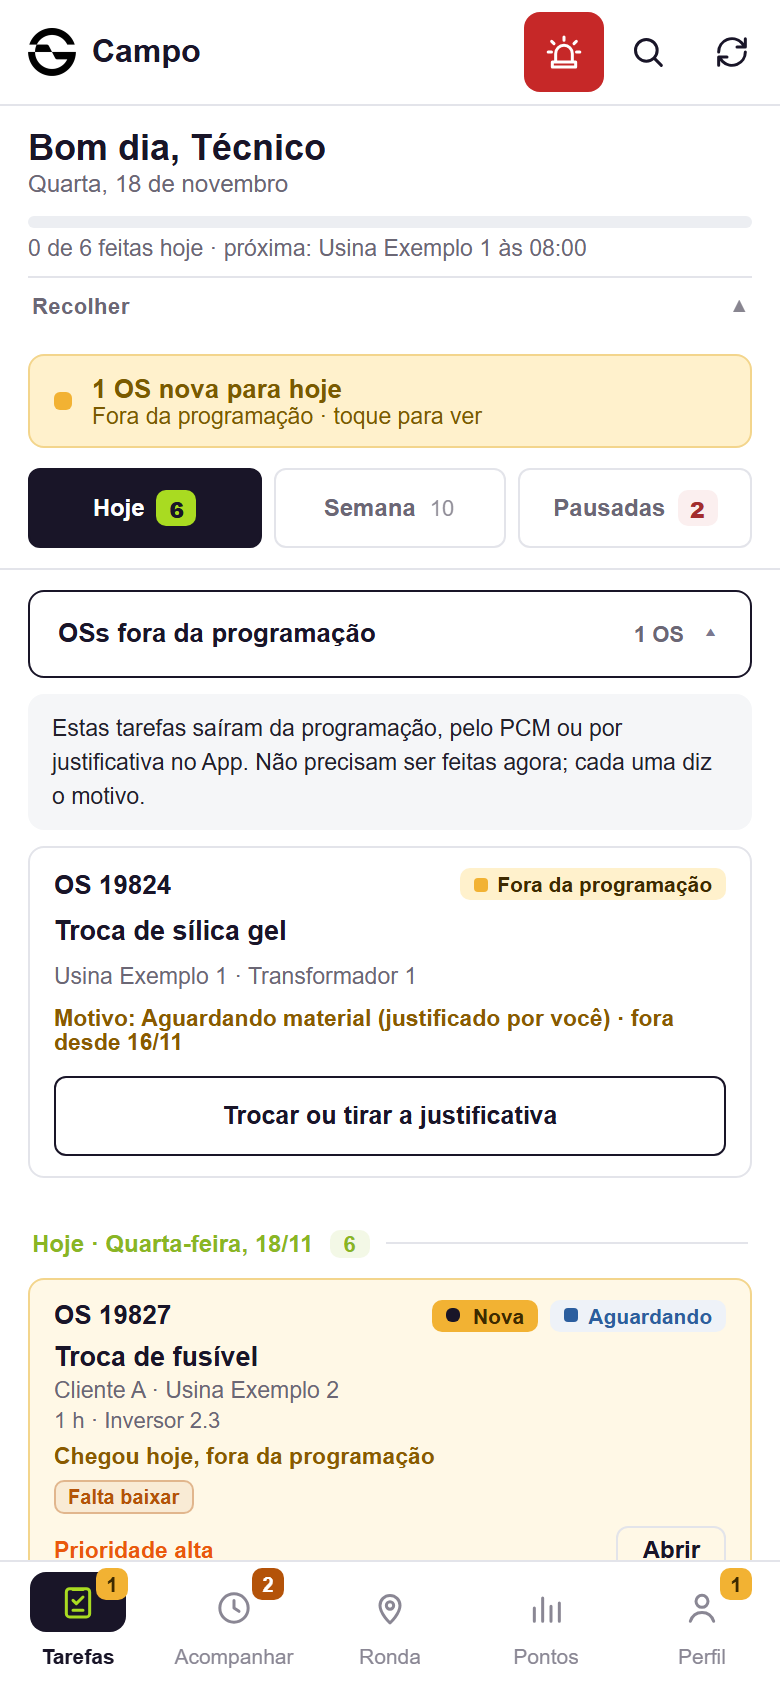 Campo
Bom dia, Técnico
Quarta, 18 de novembro
0 de 6 feitas hoje · próxima: Usina Exemplo 1 às 08:00
Recolher ▲
1 OS nova para hoje
Fora da programação · toque para ver
Hoje 6 Semana 10 Pausadas 2
OSs fora da programação 1 OS ▲
Estas tarefas saíram da programação, pelo PCM ou por
justificativa no App. Não precisam ser feitas agora; cada uma diz
o motivo.
OS 19824 Fora da programação
Troca de sílica gel
Usina Exemplo 1 · Transformador 1
Motivo: Aguardando material (justificado por você) · fora
desde 16/11
Trocar ou tirar a justificativa
Hoje · Quarta-feira, 18/11 6
OS 19827 Nova Aguardando
Troca de fusível
Cliente A · Usina Exemplo 2
1 h · Inversor 2.3
Chegou hoje, fora da programação
Falta baixar
Prioridade alta Abrir
1 2 1
Tarefas Acompanhar Ronda Pontos Perfil